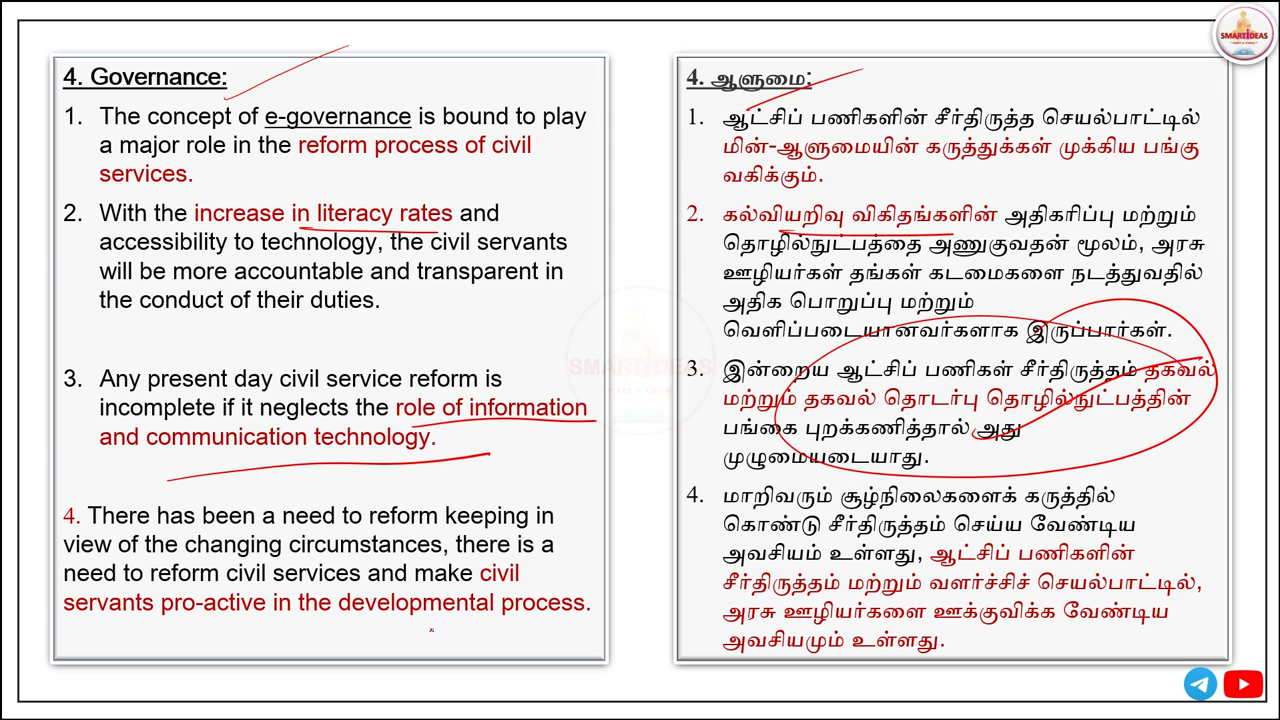 SMARTIDEAS
4. Governance:
1. The concept of e-governance is bound to play
a major role in the reform process of civil
services.
2. With the increase in literacy rates and
accessibility to technology, the civil servants
will be more accountable and transparent in
the conduct of their duties.
3. Any present day civil service reform is
incomplete if it neglects the role of information
and communication technology.
4. There has been a need to reform keeping in
view of the changing circumstances, there is a
need to reform civil services and make civil
servants pro-active in the developmental process.
4. ஆளுமை:
1. ஆட்சிப் பணிகளின் சீர்திருத்த செயல்பாட்டில்
மின்-ஆளுமையின் கருத்துக்கள் முக்கிய பங்கு
வகிக்கும்.
2. கல்வியறிவு விகிதங்களின் அதிகரிப்பு மற்றும்
தொழில்நுட்பத்தை அணுகுவதன் மூலம், அரசு
ஊழியர்கள் தங்கள் கடமைகளை நடத்துவதில்
அதிக பொறுப்பு மற்றும்
வெளிப்படையானவர்களாக இருப்பார்கள்.
3. இன்றைய ஆட்சிப் பணிகள் சீர்திருத்தம் தகவல்
மற்றும் தகவல் தொடர்பு தொழில்நுட்பத்தின்
பங்கை புறக்கணித்தால் அது
முழுமையடையாது.
4. மாறிவரும் சூழ்நிலைகளைக் கருத்தில்
கொண்டு சீர்திருத்தம் செய்ய வேண்டிய
அவசியம் உள்ளது, ஆட்சிப் பணிகளின்
சீர்திருத்தம் மற்றும் வளர்ச்சிச் செயல்பாட்டில்,
அரசு ஊழியர்களை ஊக்குவிக்க வேண்டிய
அவசியமும் உள்ளது.
SMARTIDEAS